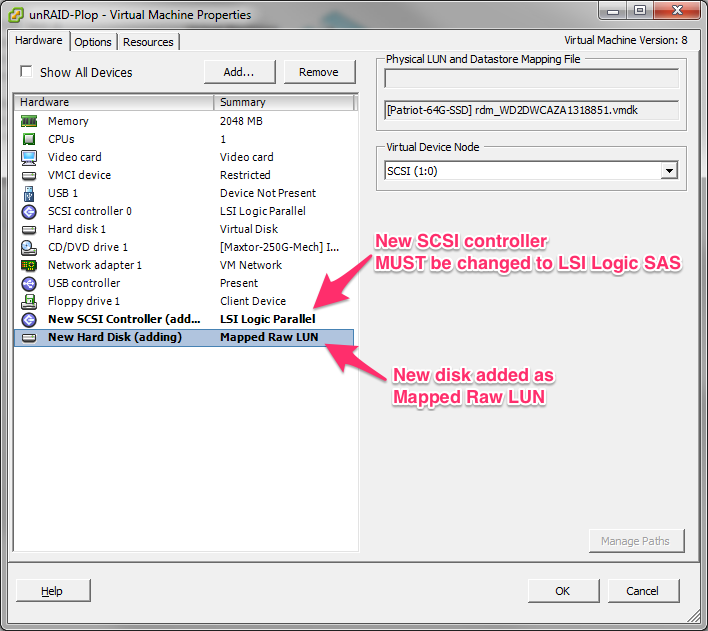 unRAID-Plop - Virtual Machine Properties
Hardware Options Resources
Virtual Machine Version: 8
Show All Devices
Add...
Remove
Hardware Summary
Memory 2048 MB
CPUs 1
Video card Video card
VMCI device Restricted
USB 1 Device Not Present
SCSI controller 0 LSI Logic Parallel
Hard disk 1 Virtual Disk
CD/DVD drive 1 [Maxtor-250G-Mech] I...
Network adapter 1 VM Network
USB controller Present
Floppy drive 1 Client Device
New SCSI Controller (add... LSI Logic Parallel
New Hard Disk (adding) Mapped Raw LUN
Physical LUN and Datastore Mapping File
[Patriot-64G-SSD] rdm_WD2DWCAZA1318851.vmdk
Virtual Device Node
SCSI (1:0)
New SCSI controller
MUST be changed to LSI Logic SAS
New disk added as
Mapped Raw LUN
Manage Paths
Help
OK
Cancel